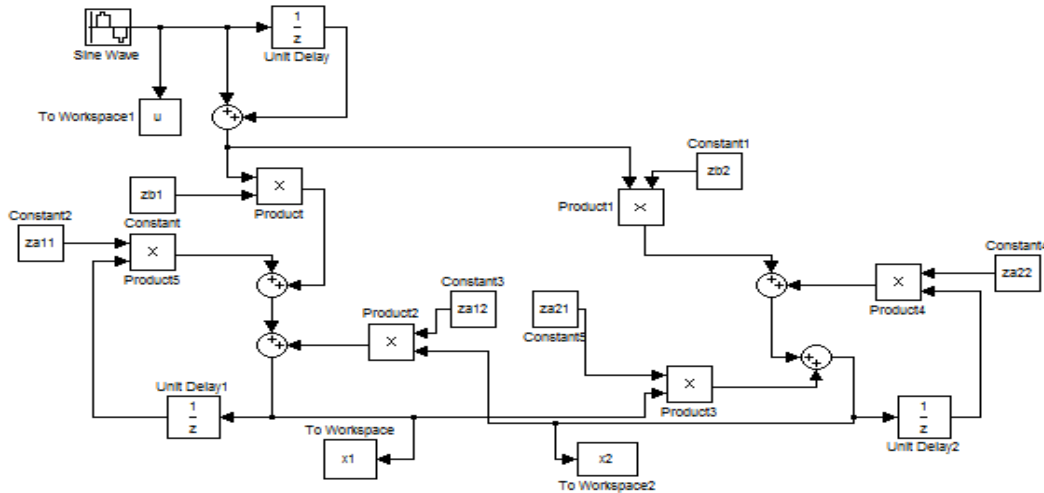 1
z
Sine Wave
Unit Delay
To Workspace1
u
+
+
Constant1
zb2
zb1
×
Product
Product1
×
Constant2
Constant
za11
×
Product5
+
+
Constant3
za12
Product2
×
za21
Constant5
+
+
×
Product4
Constant4
za22
+
+
+
+
×
Product3
Unit Delay1
1
z
1
z
Unit Delay2
To Workspace
x1
x2
To Workspace2